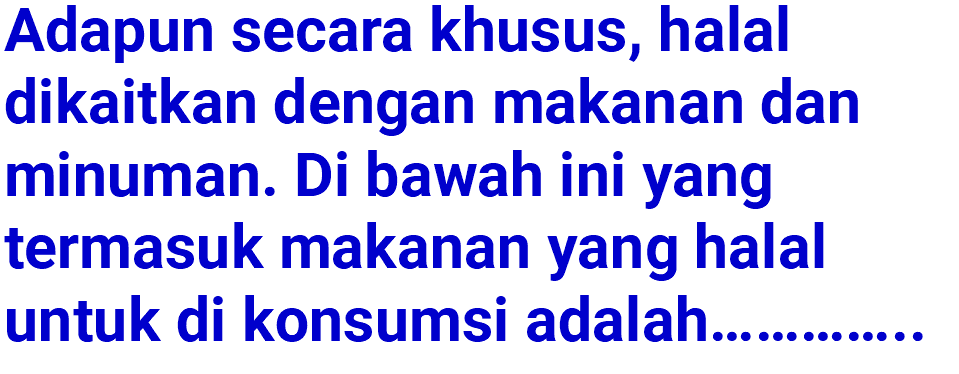 Adapun secara khusus, halal
dikaitkan dengan makanan dan
minuman. Di bawah ini yang
termasuk makanan yang halal
untuk di konsumsi adalah…………..